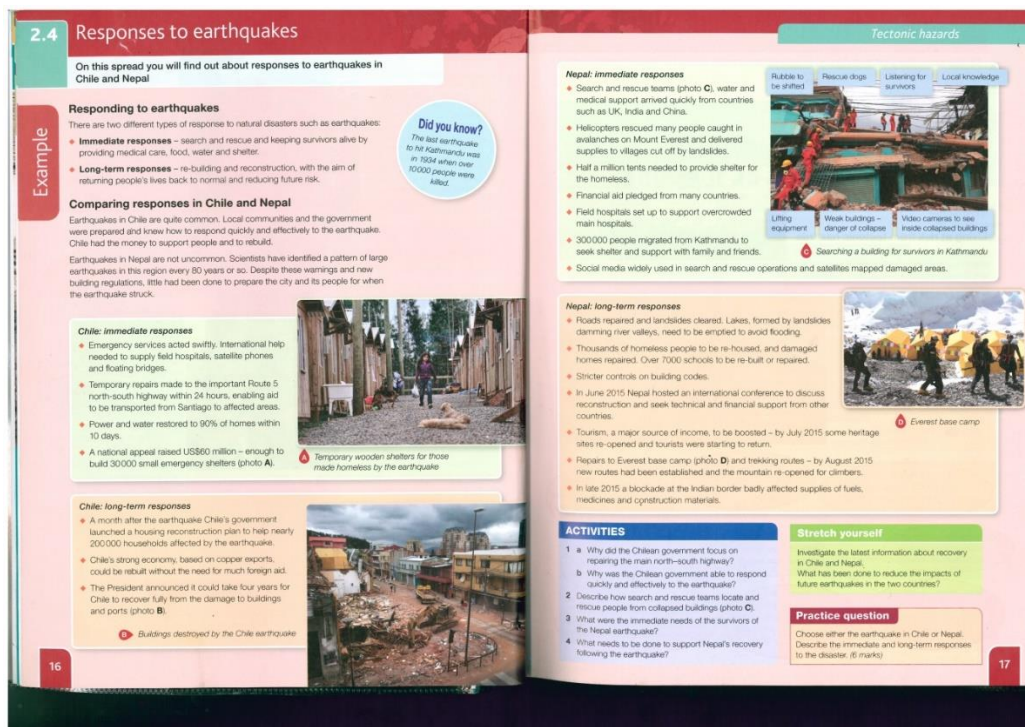 2.4
Responses to earthquakes
On this spread you will find out about responses to earthquakes in
Chile and Nepal
Example
Responding to earthquakes
There are two different types of response to natural disasters such as earthquakes:
◆ Immediate responses – search and rescue and keeping survivors alive by
providing medical care, food, water and shelter.
◆ Long-term responses – re-building and reconstruction, with the aim of
returning people's lives back to normal and reducing future risk.
Did you know?
The last earthquake
to hit Kathmandu was
in 1934 when over
10000 people were
killed.
Comparing responses in Chile and Nepal
Earthquakes in Chile are quite common. Local communities and the government
were prepared and knew how to respond quickly and effectively to the earthquake.
Chile had the money to support people and to rebuild.
Earthquakes in Nepal are not uncommon. Scientists have identified a pattern of large
earthquakes in this region every 80 years or so. Despite these warnings and new
building regulations, little had been done to prepare the city and its people for when
the earthquake struck.
Chile: immediate responses
◆ Emergency services acted swiftly. International help
needed to supply field hospitals, satellite phones
and floating bridges.
◆ Temporary repairs made to the important Route 5
north-south highway within 24 hours, enabling aid
to be transported from Santiago to affected areas.
◆ Power and water restored to 90% of homes within
10 days.
◆ A national appeal raised US$60 million – enough to
build 30000 small emergency shelters (photo A).
A Temporary wooden shelters for those
made homeless by the earthquake
Chile: long-term responses
◆ A month after the earthquake Chile's government
launched a housing reconstruction plan to help nearly
200000 households affected by the earthquake.
◆ Chile's strong economy, based on copper exports,
could be rebuilt without the need for much foreign aid.
◆ The President announced it could take four years for
Chile to recover fully from the damage to buildings
and ports (photo B).
B Buildings destroyed by the Chile earthquake
16
Tectonic hazards
Nepal: immediate responses
◆ Search and rescue teams (photo C), water and
medical support arrived quickly from countries
such as UK, India and China.
◆ Helicopters rescued many people caught in
avalanches on Mount Everest and delivered
supplies to villages cut off by landslides.
◆ Half a million tents needed to provide shelter for
the homeless.
◆ Financial aid pledged from many countries.
◆ Field hospitals set up to support overcrowded
main hospitals.
◆ 300000 people migrated from Kathmandu to
seek shelter and support with family and friends.
◆ Social media widely used in search and rescue operations and satellites mapped damaged areas.
Rubble to
be shifted
Rescue dogs
Listening for
survivors
Local knowledge
Lifting
equipment
Weak buildings –
danger of collapse
Video cameras to see
inside collapsed buildings
C Searching a building for survivors in Kathmandu
Nepal: long-term responses
◆ Roads repaired and landslides cleared. Lakes, formed by landslides
damming river valleys, need to be emptied to avoid flooding.
◆ Thousands of homeless people to be re-housed, and damaged
homes repaired. Over 7000 schools to be re-built or repaired.
◆ Stricter controls on building codes.
◆ In June 2015 Nepal hosted an international conference to discuss
reconstruction and seek technical and financial support from other
countries.
◆ Tourism, a major source of income, to be boosted – by July 2015 some heritage
sites re-opened and tourists were starting to return.
◆ Repairs to Everest base camp (photo D) and trekking routes – by August 2015
new routes had been established and the mountain re-opened for climbers.
◆ In late 2015 a blockade at the Indian border badly affected supplies of fuels,
medicines and construction materials.
D Everest base camp
ACTIVITIES
1 a Why did the Chilean government focus on
repairing the main north–south highway?
b Why was the Chilean government able to respond
quickly and effectively to the earthquake?
2 Describe how search and rescue teams locate and
rescue people from collapsed buildings (photo C).
3 What were the immediate needs of the survivors of
the Nepal earthquake?
4 What needs to be done to support Nepal's recovery
following the earthquake?
Stretch yourself
Investigate the latest information about recovery
in Chile and Nepal.
What has been done to reduce the impacts of
future earthquakes in the two countries?
Practice question
Choose either the earthquake in Chile or Nepal.
Describe the immediate and long-term responses
to the disaster. (6 marks)
17